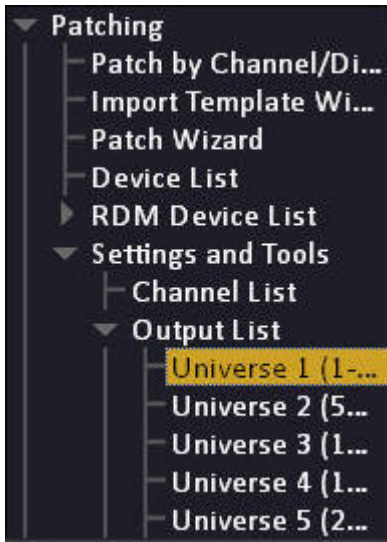 Patching
Patch by Channel/Di...
Import Template Wi...
Patch Wizard
Device List
RDM Device List
Settings and Tools
Channel List
Output List
Universe 1 (1-...
Universe 2 (5...
Universe 3 (1...
Universe 4 (1...
Universe 5 (2...